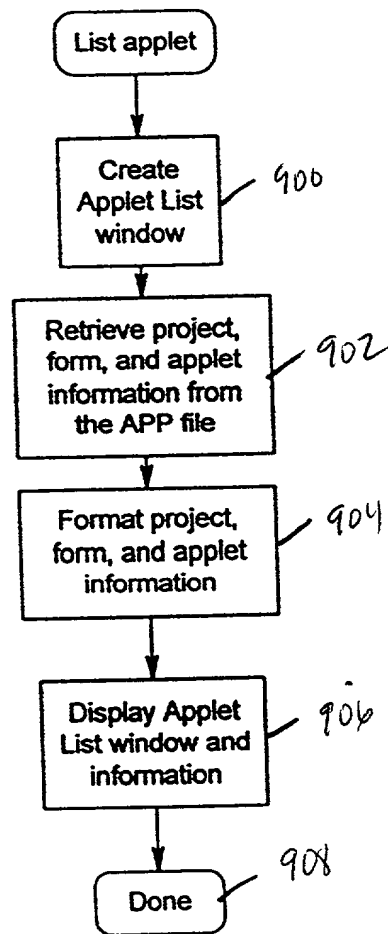 List applet
Create
Applet List
window
900
Retrieve project,
form, and applet
information from
the APP file
902
Format project,
form, and applet
information
904
Display Applet
List window and
information
906
Done
908